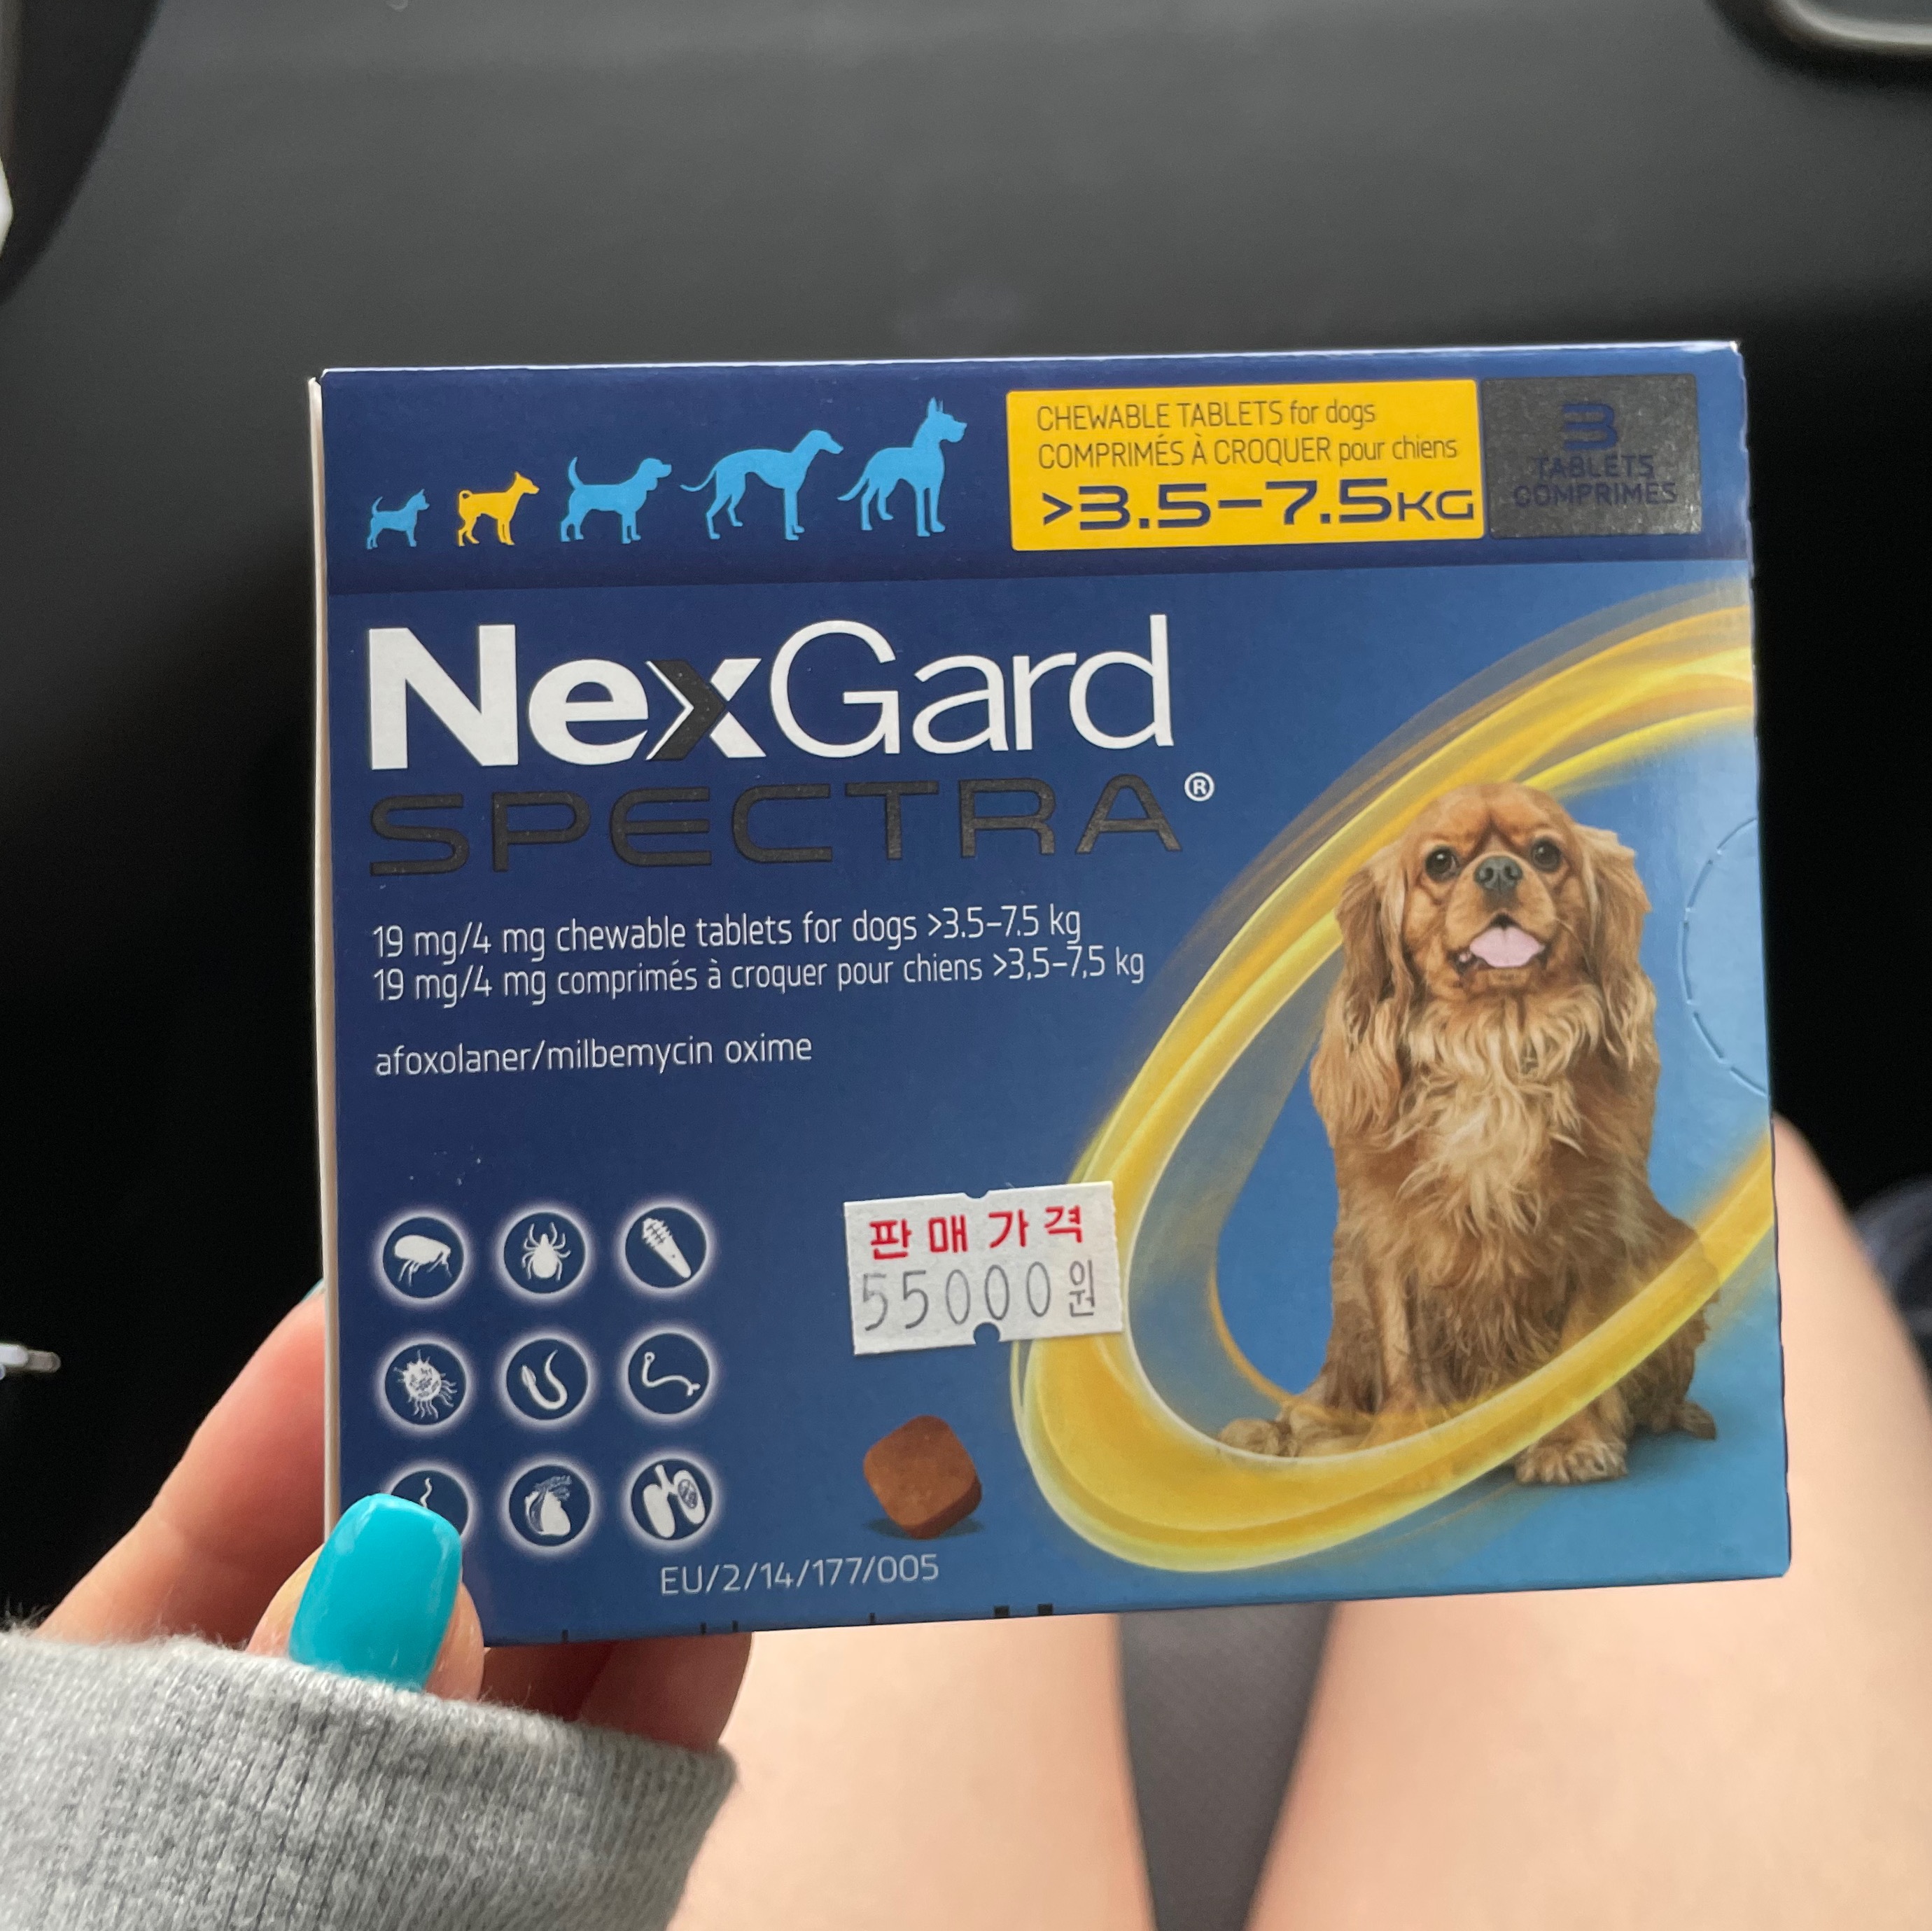 CHEWABLE TABLETS for dogs
COMPRIMÉS À CROQUER pour chiens
>3.5–7.5KG
3
TABLETS
COMPRIMÉS
NexGard
SPECTRA®
19 mg/4 mg chewable tablets for dogs >3.5–7.5 kg
19 mg/4 mg comprimés à croquer pour chiens >3,5–7,5 kg
afoxolaner/milbemycin oxime
판매가격
55000원
EU/2/14/177/005